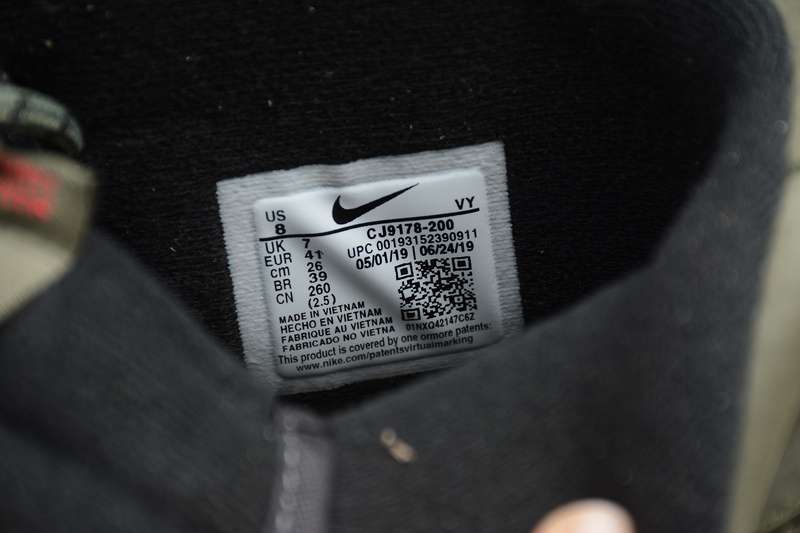 US 8 VY
UK 7 CJ9178-200
EUR 41 UPC 00193152390911
cm 26 05/01/19 | 06/24/19
BR 39
CN 260
(2.5)
MADE IN VIETNAM
HECHO EN VIETNAM
FABRIQUE AU VIETNAM
FABRICADO NO VIETNA
01NXQ42147C6Z
This product is covered by one ormore patents:
www.nike.com/patentsvirtualmarking